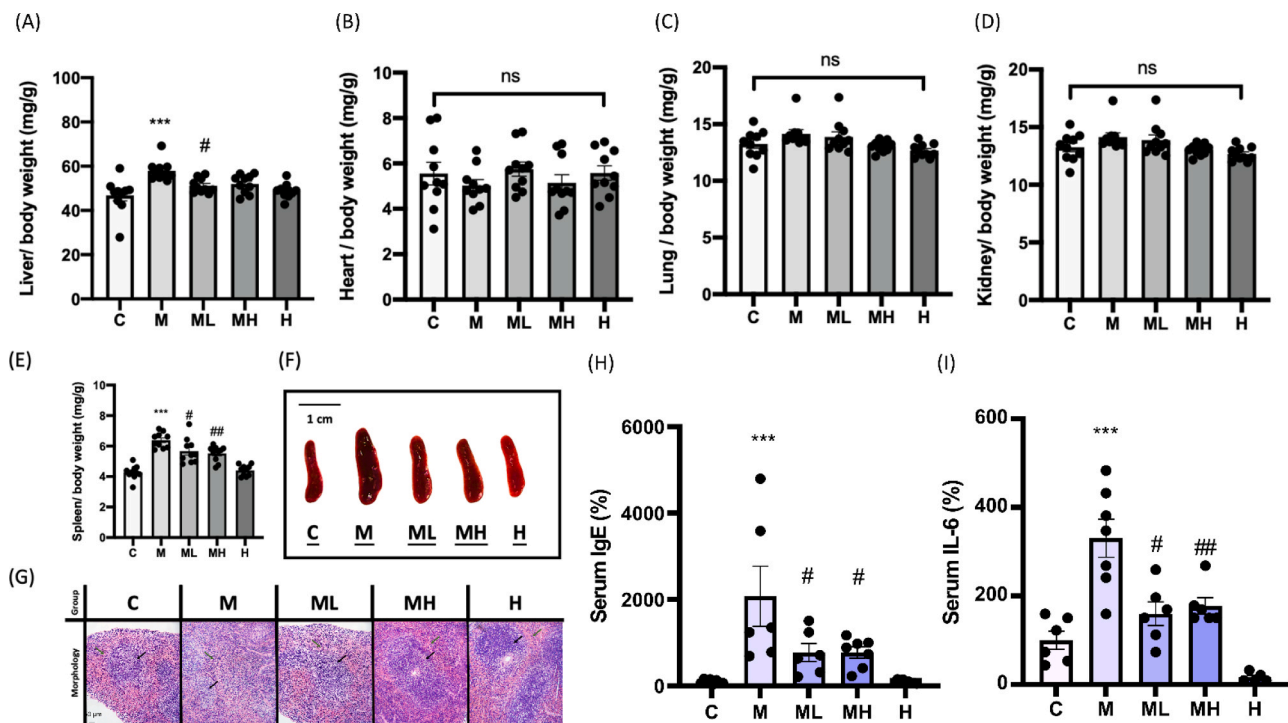 (A)
Liver/ body weight (mg/g)
100
80
60
40
20
0
***
#
C M ML MH H
(B)
Heart / body weight (mg/g)
10
8
6
4
2
0
ns
C M ML MH H
(C)
Lung / body weight (mg/g)
20
15
10
5
0
ns
C M ML MH H
(D)
Kidney/ body weight (mg/g)
20
15
10
5
0
ns
C M ML MH H
(E)
Spleen/ body weight (mg/g)
10
8
6
4
2
0
***
#
##
C M ML MH H
(F)
1 cm
C M ML MH H
(G)
Group
C M ML MH H
Morphology
(H)
Serum IgE (%)
6000
4000
2000
0
***
#
#
C M ML MH H
(I)
Serum IL-6 (%)
600
400
200
0
***
#
##
C M ML MH H